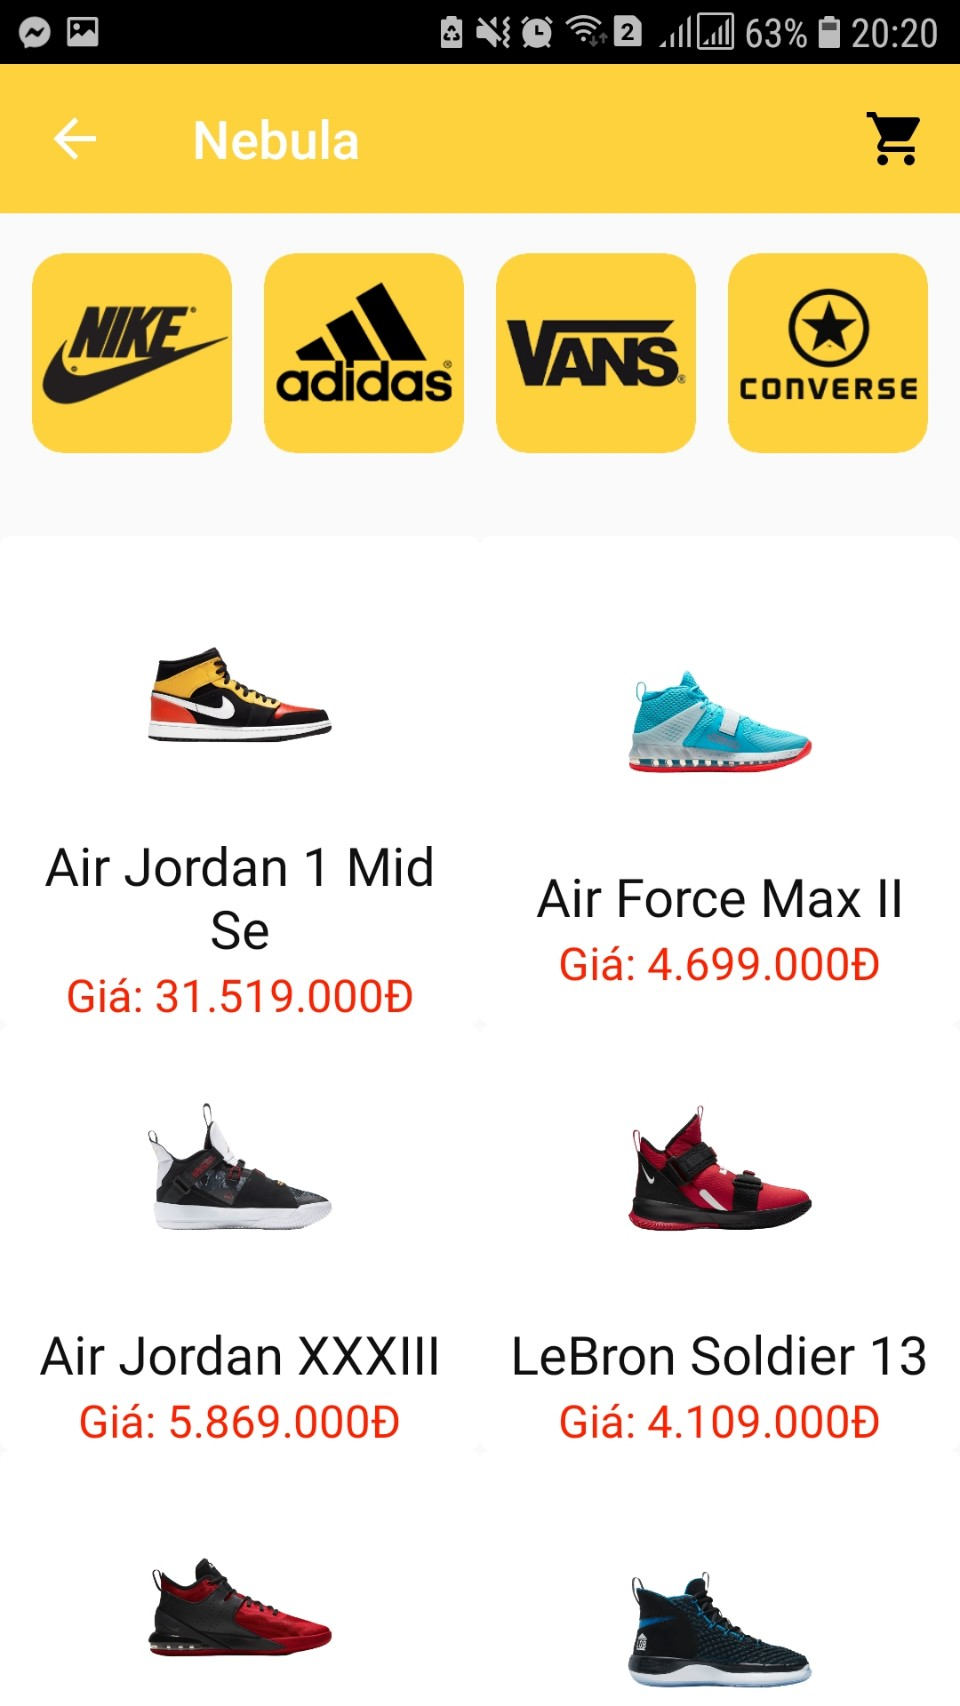 2 63% 20:20
Nebula
NIKE
adidas
VANS
CONVERSE
Air Jordan 1 Mid
Se
Giá: 31.519.000Đ
Air Force Max II
Giá: 4.699.000Đ
Air Jordan XXXIII
Giá: 5.869.000Đ
LeBron Soldier 13
Giá: 4.109.000Đ